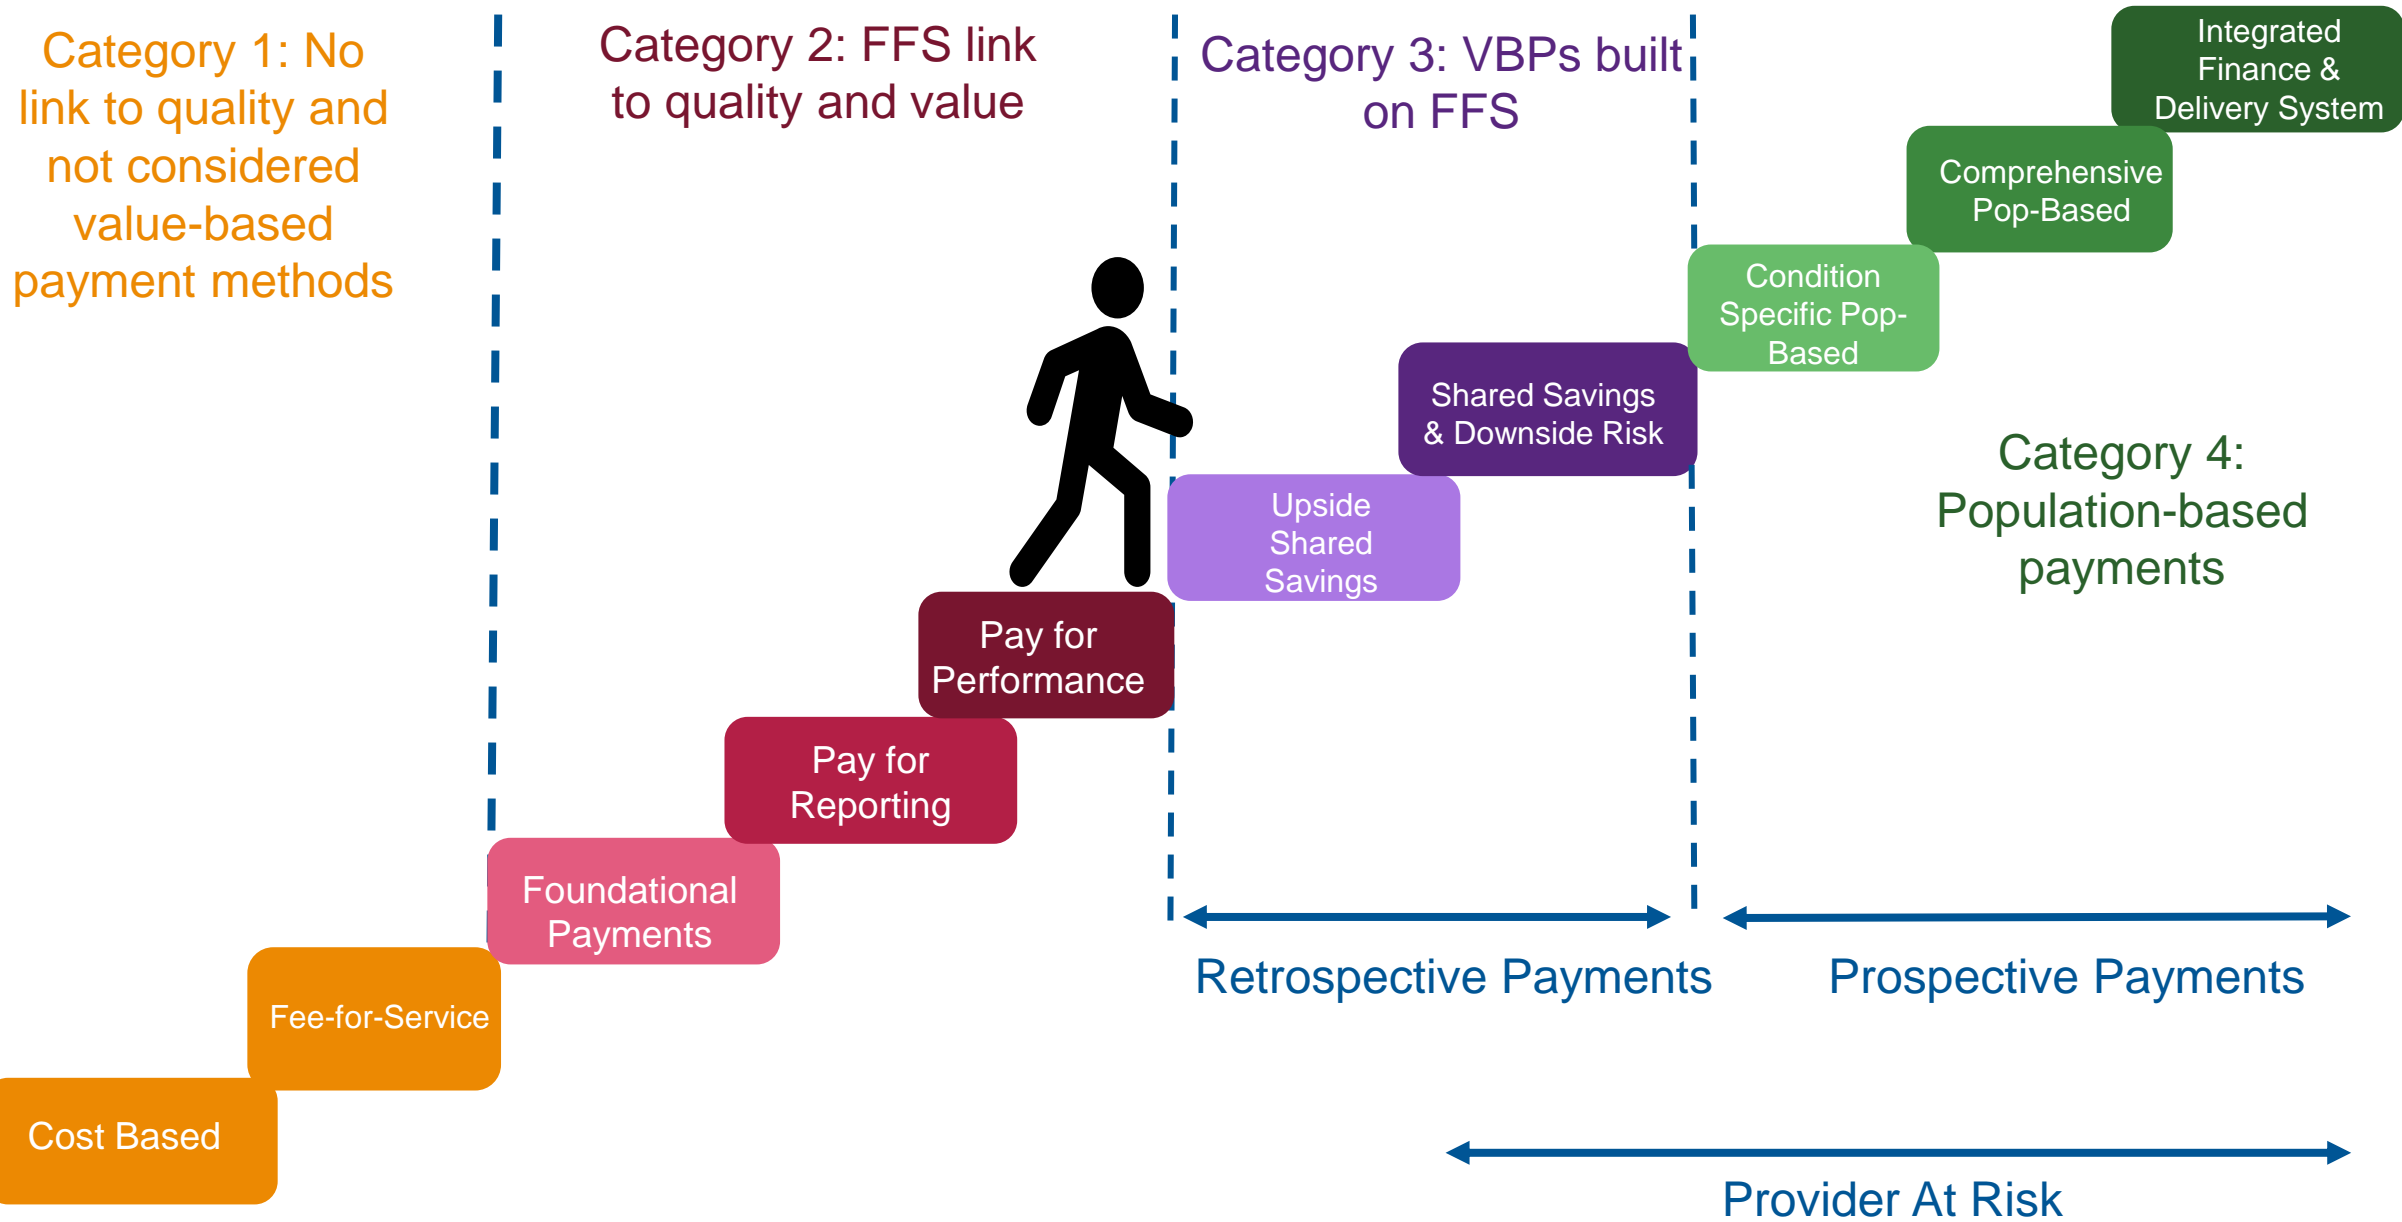 Category 1: No
link to quality and
not considered
value-based
payment methods
Category 2: FFS link
to quality and value
Category 3: VBPs built
on FFS
Integrated
Finance &
Delivery System
Comprehensive
Pop-Based
Condition
Specific Pop-
Based
Shared Savings
& Downside Risk
Category 4:
Population-based
payments
Upside
Shared
Savings
Pay for
Performance
Pay for
Reporting
Foundational
Payments
Retrospective Payments
Prospective Payments
Fee-for-Service
Cost Based
Provider At Risk